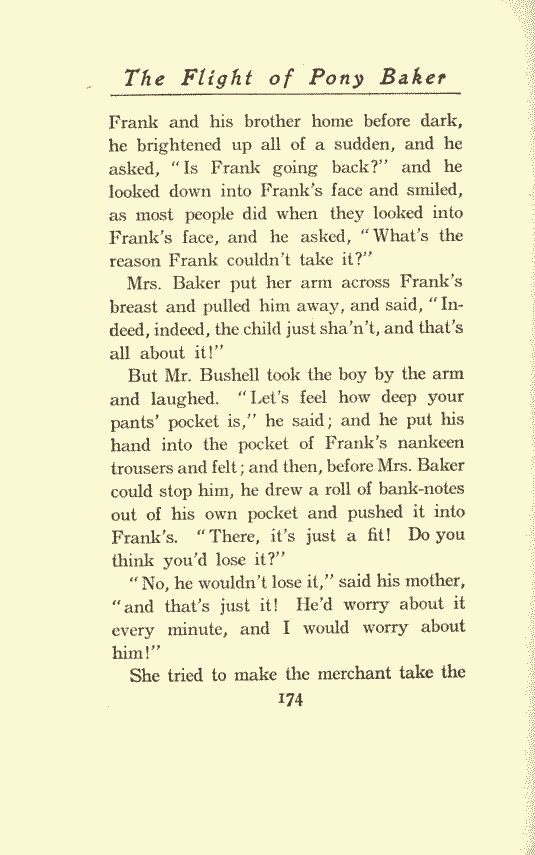 The Flight of Pony Baker
Frank and his brother home before dark,
he brightened up all of a sudden, and he
asked, "Is Frank going back?" and he
looked down into Frank's face and smiled,
as most people did when they looked into
Frank's face, and he asked, "What's the
reason Frank couldn't take it?"
Mrs. Baker put her arm across Frank's
breast and pulled him away, and said, "In-
deed, indeed, the child just sha'n't, and that's
all about it!"
But Mr. Bushell took the boy by the arm
and laughed. "Let's feel how deep your
pants' pocket is," he said; and he put his
hand into the pocket of Frank's nankeen
trousers and felt; and then, before Mrs. Baker
could stop him, he drew a roll of bank-notes
out of his own pocket and pushed it into
Frank's. "There, it's just a fit! Do you
think you'd lose it?"
"No, he wouldn't lose it," said his mother,
"and that's just it! He'd worry about it
every minute, and I would worry about
him!"
She tried to make the merchant take the
174